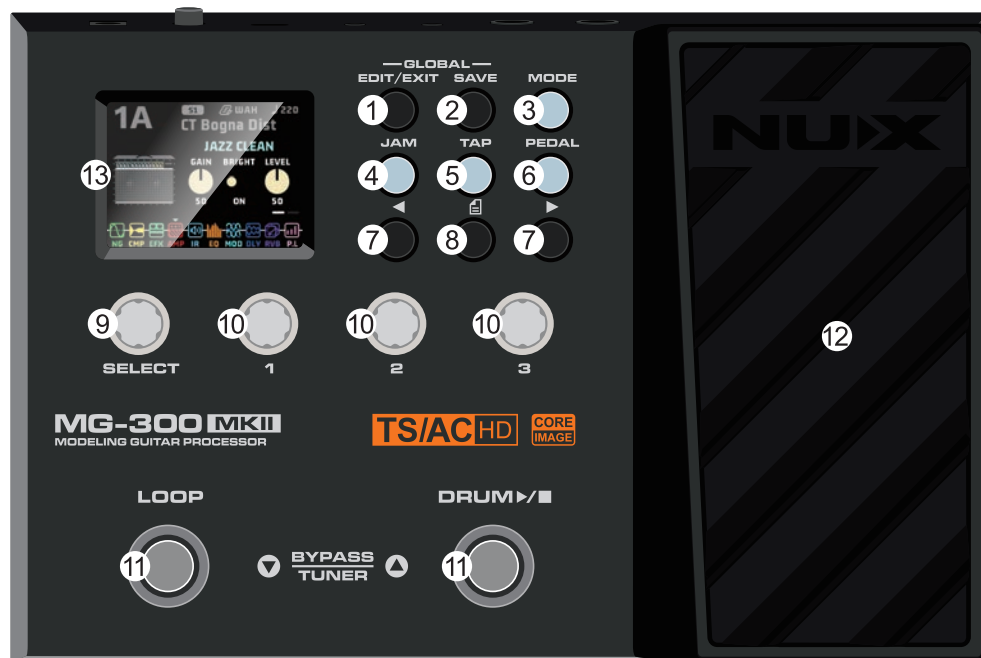 GLOBAL
EDIT/EXIT SAVE MODE
1 2 3
JAM TAP PEDAL
4 5 6
7 8 7
1A S1 WAH 220
CT Bogna Dist
JAZZ CLEAN
GAIN BRIGHT LEVEL
50 ON 50
NG CMP EFX AMP IR EQ MOD DLY RVB P.L
13
NUX
9 10 10 10
SELECT 1 2 3
12
MG-300 MKII
MODELING GUITAR PROCESSOR
TS/AC HD CORE IMAGE
LOOP DRUM▶/■
11 BYPASS 11
TUNER